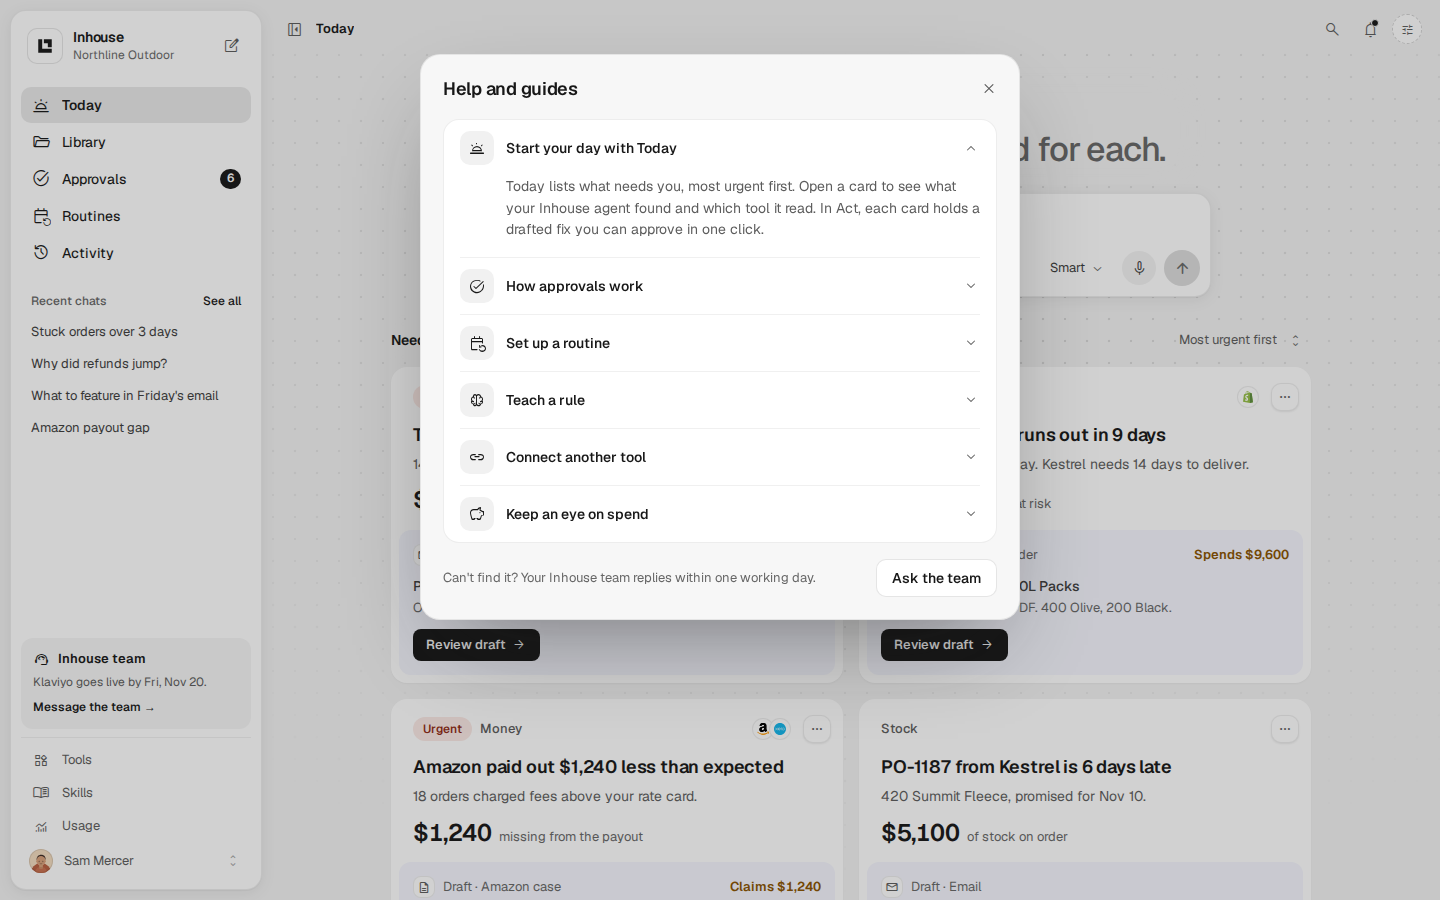 Inhouse
Northline Outdoor
Today
Library
Approvals
6
Routines
Activity
Recent chats
See all
Stuck orders over 3 days
Why did refunds jump?
What to feature in Friday's email
Amazon payout gap
Inhouse team
Klaviyo goes live by Fri, Nov 20.
Message the team →
Tools
Skills
Usage
Sam Mercer
Today
for each.
Smart
Most urgent first
Help and guides
Start your day with Today
Today lists what needs you, most urgent first. Open a card to see what
your Inhouse agent found and which tool it read. In Act, each card holds a
drafted fix you can approve in one click.
How approvals work
Set up a routine
Teach a rule
Connect another tool
Keep an eye on spend
Can't find it? Your Inhouse team replies within one working day.
Ask the team
runs out in 9 days
Kestrel needs 14 days to deliver.
risk
Spends $9,600
Packs
400 Olive, 200 Black.
Review draft →
Review draft →
Urgent
Money
Amazon paid out $1,240 less than expected
18 orders charged fees above your rate card.
$1,240 missing from the payout
Draft · Amazon case
Claims $1,240
Stock
PO-1187 from Kestrel is 6 days late
420 Summit Fleece, promised for Nov 10.
$5,100 of stock on order
Draft · Email